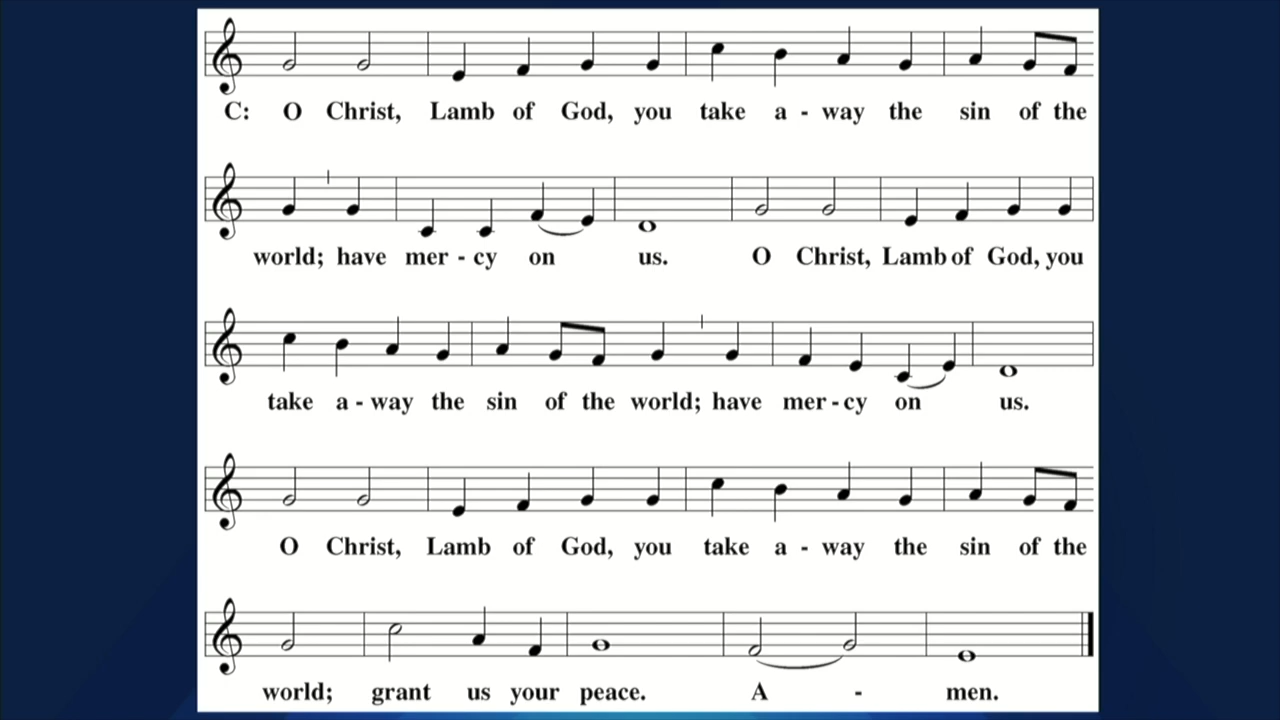 C: O Christ, Lamb of God, you take a - way the sin of the
world; have mer - cy on us. O Christ, Lamb of God, you
take a - way the sin of the world; have mer - cy on us.
O Christ, Lamb of God, you take a - way the sin of the
world; grant us your peace. A - men.